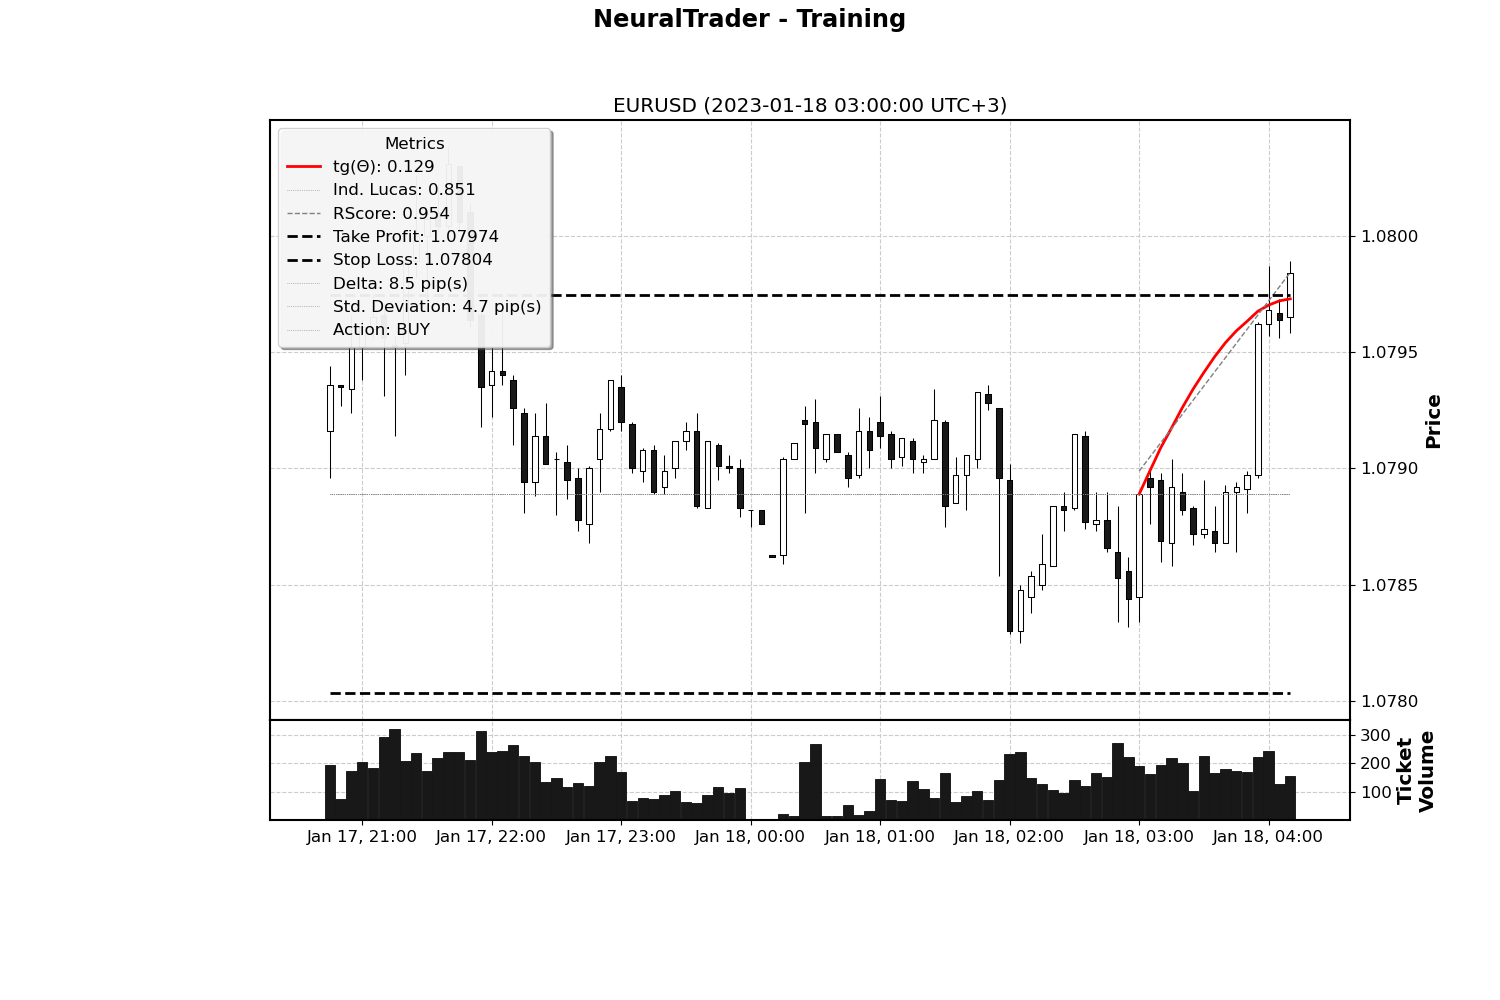 NeuralTrader - Training
EURUSD (2023-01-18 03:00:00 UTC+3)
Metrics
tg(Θ): 0.129
Ind. Lucas: 0.851
RScore: 0.954
Take Profit: 1.07974
Stop Loss: 1.07804
Delta: 8.5 pip(s)
Std. Deviation: 4.7 pip(s)
Action: BUY
1.0800
1.0795
1.0790
1.0785
1.0780
Price
300
200
100
Ticket
Volume
Jan 17, 21:00 Jan 17, 22:00 Jan 17, 23:00 Jan 18, 00:00 Jan 18, 01:00 Jan 18, 02:00 Jan 18, 03:00 Jan 18, 04:00